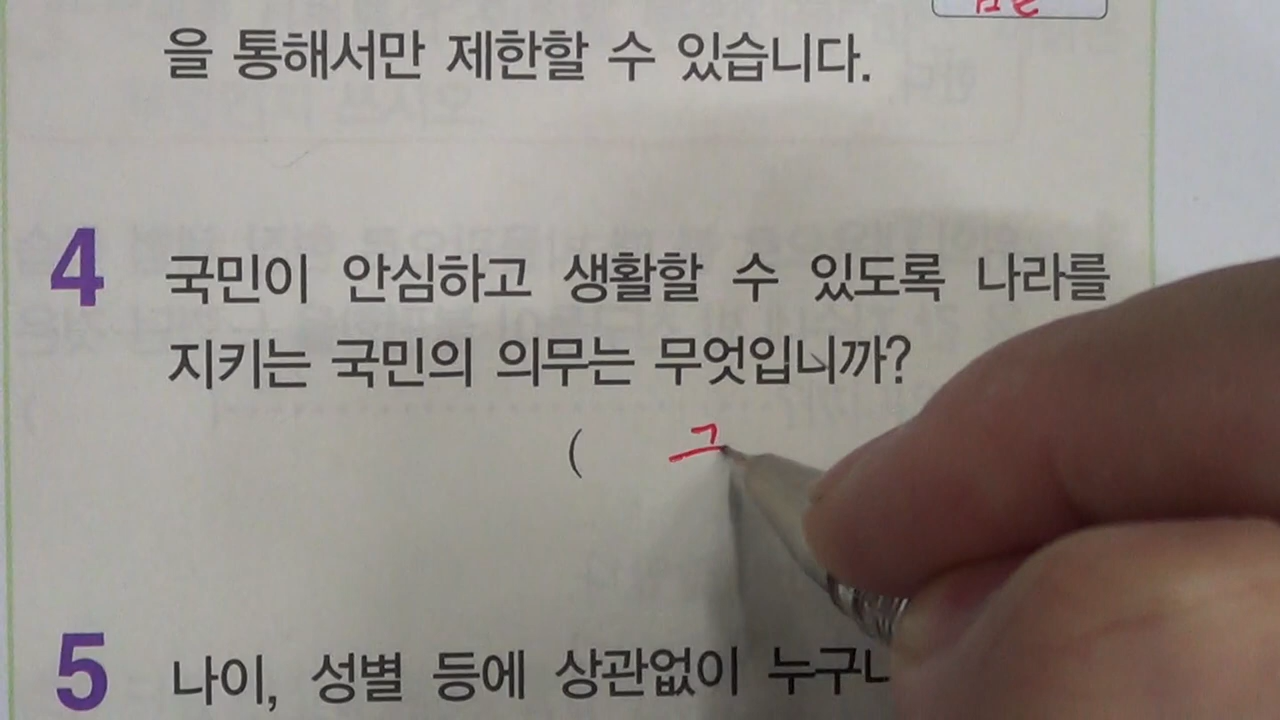 을 통해서만 제한할 수 있습니다.
4 국민이 안심하고 생활할 수 있도록 나라를
지키는 국민의 의무는 무엇입니까?
( 그
5 나이, 성별 등에 상관없이 누구나